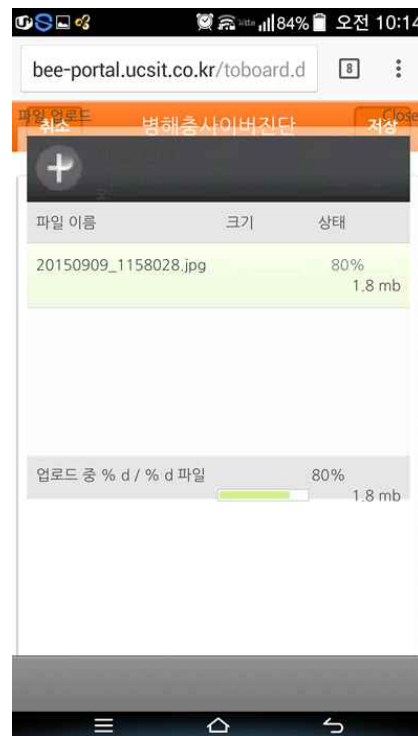 84% 오전 10:14
bee-portal.ucsit.co.kr/toboard.d 8
파일 업로드 Close
취소 병해충사이버진단 저장
파일 이름 크기 상태
20150909_1158028.jpg 80%
1.8 mb
업로드 중 % d / % d 파일 80%
1.8 mb